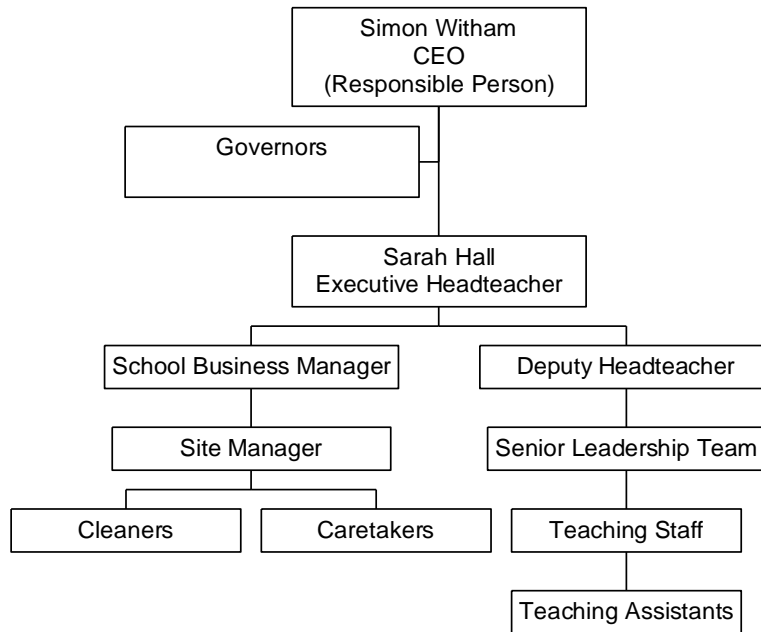 Simon Witham
CEO
(Responsible Person)
Governors
Sarah Hall
Executive Headteacher
School Business Manager
Deputy Headteacher
Site Manager
Senior Leadership Team
Cleaners
Caretakers
Teaching Staff
Teaching Assistants